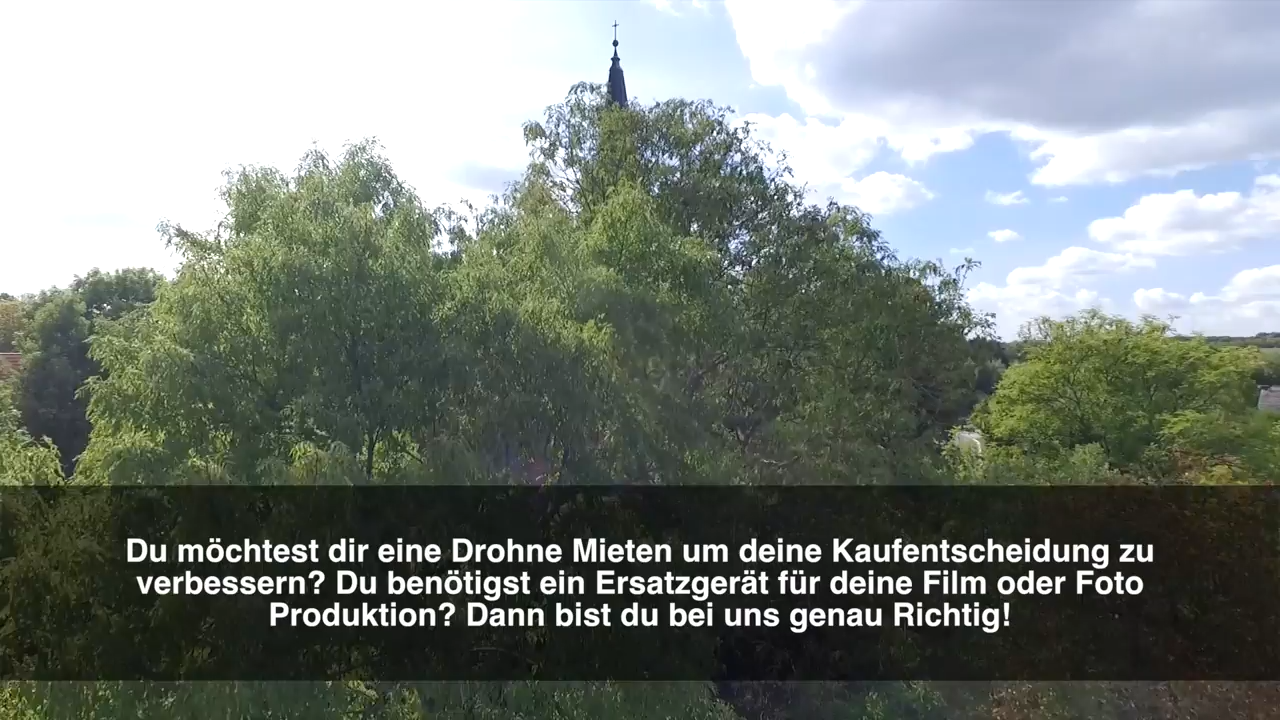 Du möchtest dir eine Drohne Mieten um deine Kaufentscheidung zu
verbessern? Du benötigst ein Ersatzgerät für deine Film oder Foto
Produktion? Dann bist du bei uns genau Richtig!